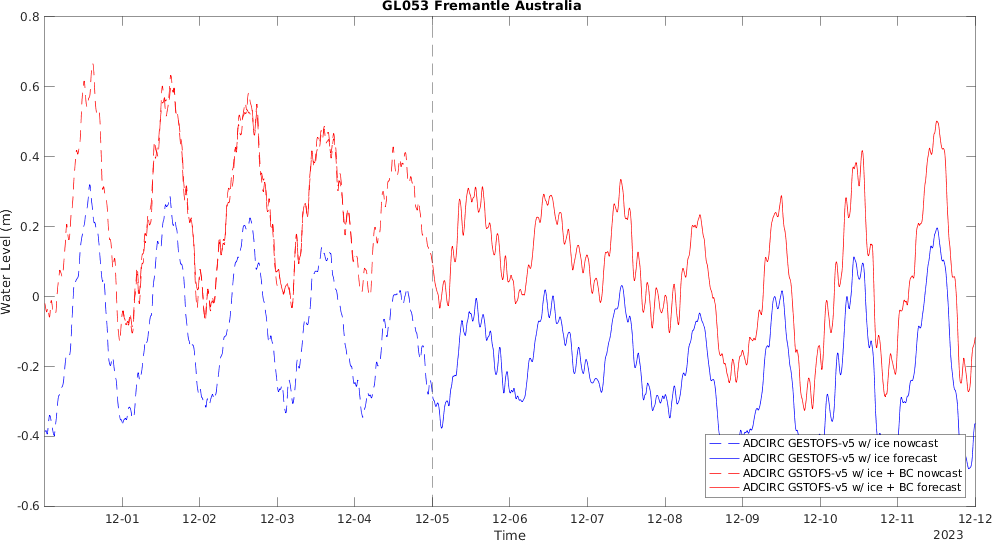 GL053 Fremantle Australia
0.8
0.6
0.4
0.2
0
-0.2
-0.4
-0.6
Water Level (m)
ADCIRC GESTOFS-v5 w/ ice nowcast
ADCIRC GESTOFS-v5 w/ ice forecast
ADCIRC GSTOFS-v5 w/ ice + BC nowcast
ADCIRC GSTOFS-v5 w/ ice + BC forecast
12-01 12-02 12-03 12-04 12-05 12-06 12-07 12-08 12-09 12-10 12-11 12-12
Time
2023